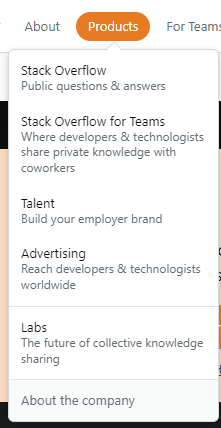 About Products For Teams
Stack Overflow
Public questions & answers
Stack Overflow for Teams
Where developers & technologists
share private knowledge with
coworkers
Talent
Build your employer brand
Advertising
Reach developers & technologists
worldwide
Labs
The future of collective knowledge
sharing
About the company